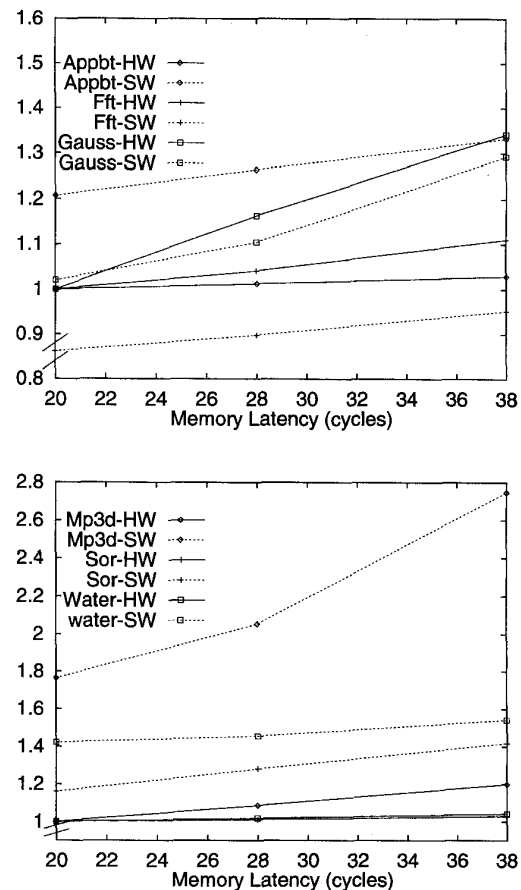 1.6
1.5
1.4
1.3
1.2
1.1
1
0.9
0.8
Appbt-HW
Appbt-SW
Fft-HW
Fft-SW
Gauss-HW
Gauss-SW
20 22 24 26 28 30 32 34 36 38
Memory Latency (cycles)
2.8
2.6
2.4
2.2
2
1.8
1.6
1.4
1.2
1
Mp3d-HW
Mp3d-SW
Sor-HW
Sor-SW
Water-HW
water-SW
20 22 24 26 28 30 32 34 36 38
Memory Latency (cycles)